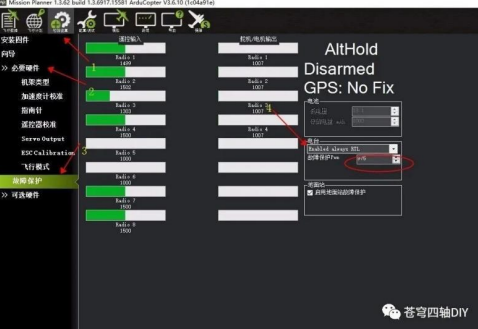 Mission Planner 1.3.62 build 1.3.6917.15581 ArduCopter V3.6.10 (1c04a91e)
安装固件
向导
>> 必要硬件
机架类型
加速度计校准
指南针
遥控器校准
Servo Output
ESC Calibration
飞行模式
故障保护
>> 可选硬件
1
2
3
4
遥控输入
Radio 1
1499
Radio 2
1502
Radio 3
1203
Radio 4
1500
Radio 5
1000
Radio 6
1000
Radio 7
1500
Radio 8
1500
舵机/电机输出
Radio 1
1007
Radio 2
1007
Radio 3
1007
Radio 4
1007
AltHold
Disarmed
GPS: No Fix
电池
低电量
电台
Enabled always RTL
故障保护Pwm
地面站
启用地面站故障保护
苍穹四轴DIY